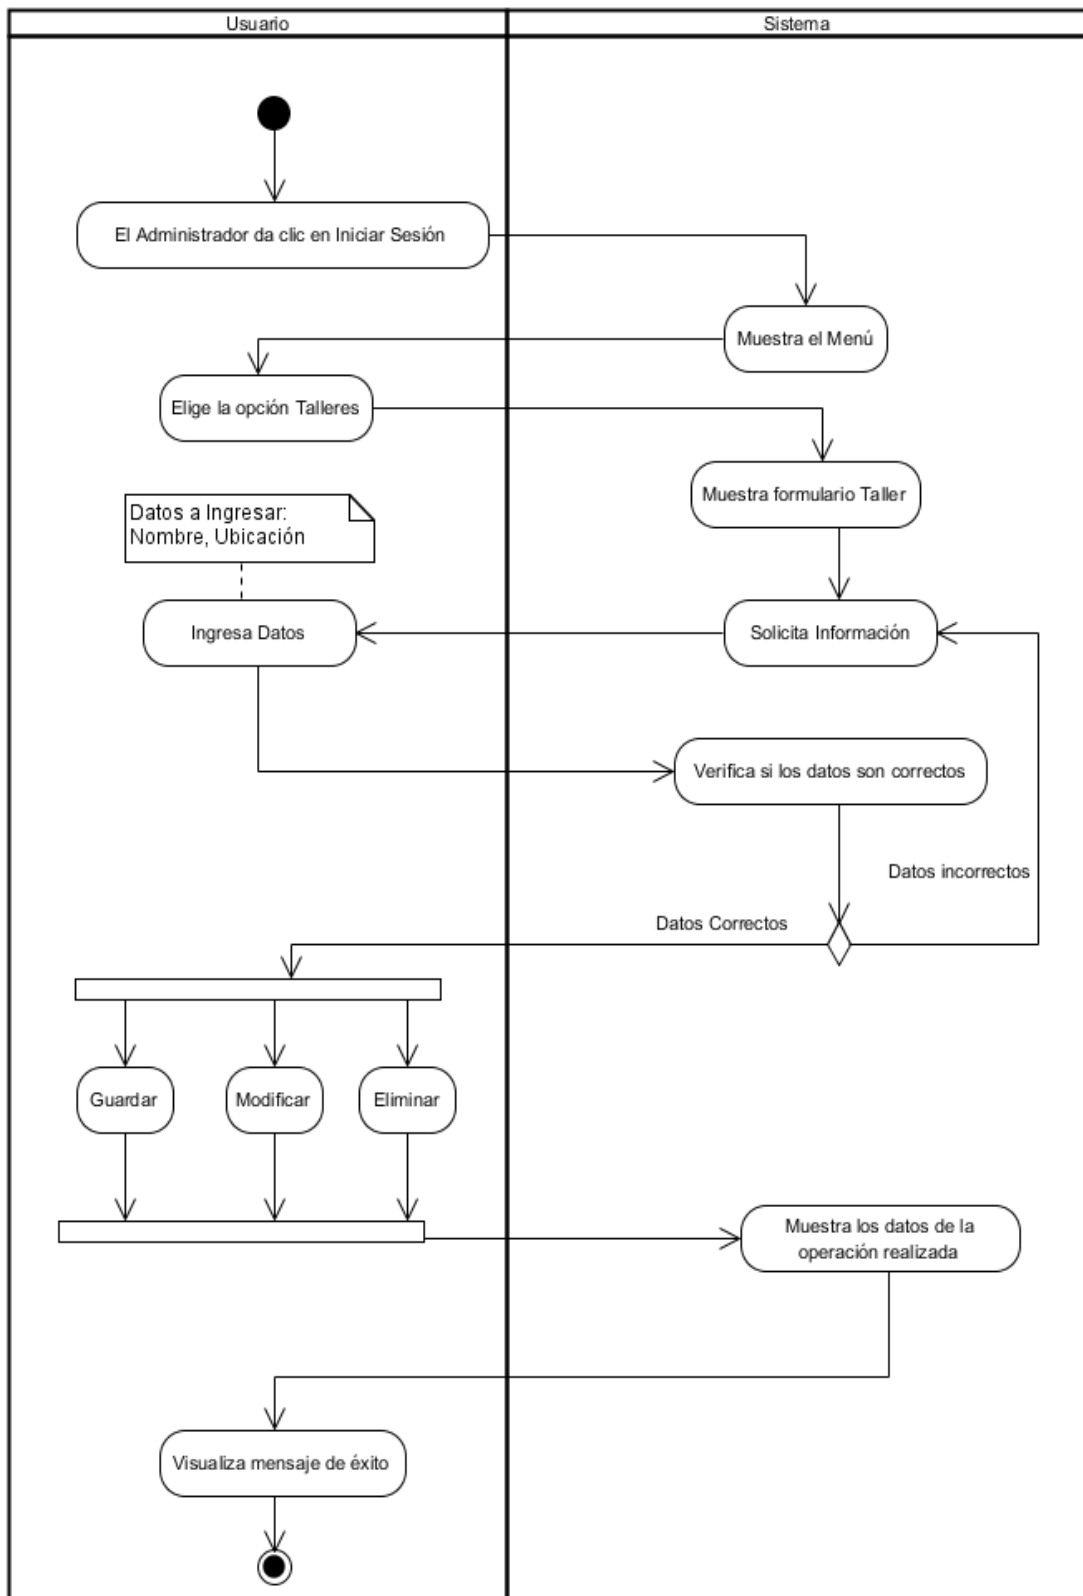 Usuario
Sistema
El Administrador da clic en Iniciar Sesión
Muestra el Menú
Elige la opción Talleres
Muestra formulario Taller
Datos a Ingresar:
Nombre, Ubicación
Ingresa Datos
Solicita Información
Verifica si los datos son correctos
Datos incorrectos
Datos Correctos
Guardar
Modificar
Eliminar
Muestra los datos de la
operación realizada
Visualiza mensaje de éxito